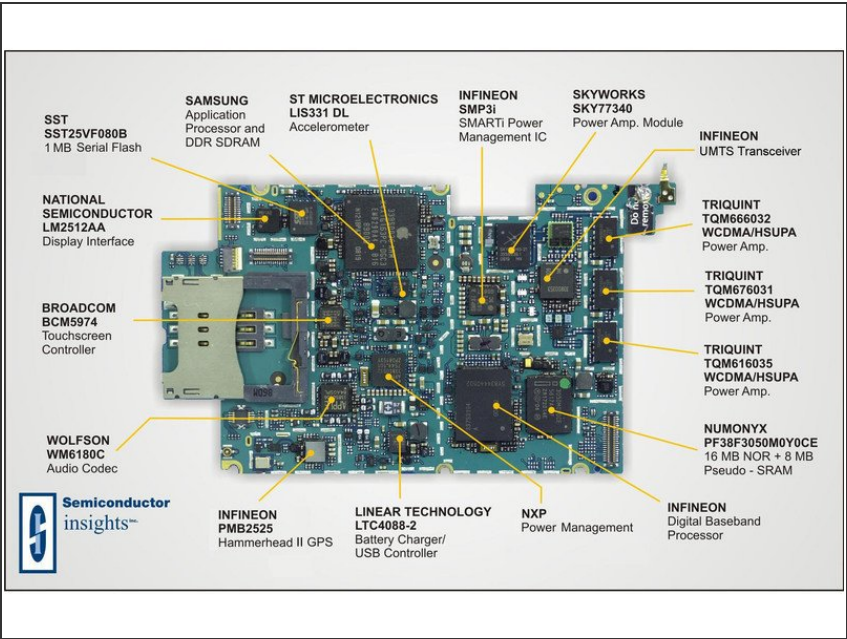 SST
SST25VF080B
1 MB Serial Flash
SAMSUNG
Application
Processor and
DDR SDRAM
ST MICROELECTRONICS
LIS331 DL
Accelerometer
INFINEON
SMP3i
SMARTi Power
Management IC
SKYWORKS
SKY77340
Power Amp. Module
INFINEON
UMTS Transceiver
NATIONAL
SEMICONDUCTOR
LM2512AA
Display Interface
TRIQUINT
TQM666032
WCDMA/HSUPA
Power Amp.
BROADCOM
BCM5974
Touchscreen
Controller
TRIQUINT
TQM676031
WCDMA/HSUPA
Power Amp.
TRIQUINT
TQM616035
WCDMA/HSUPA
Power Amp.
WOLFSON
WM6180C
Audio Codec
NUMONYX
PF38F3050M0Y0CE
16 MB NOR + 8 MB
Pseudo - SRAM
INFINEON
PMB2525
Hammerhead II GPS
LINEAR TECHNOLOGY
LTC4088-2
Battery Charger/
USB Controller
NXP
Power Management
INFINEON
Digital Baseband
Processor
Semiconductor
insights
Do not
remove